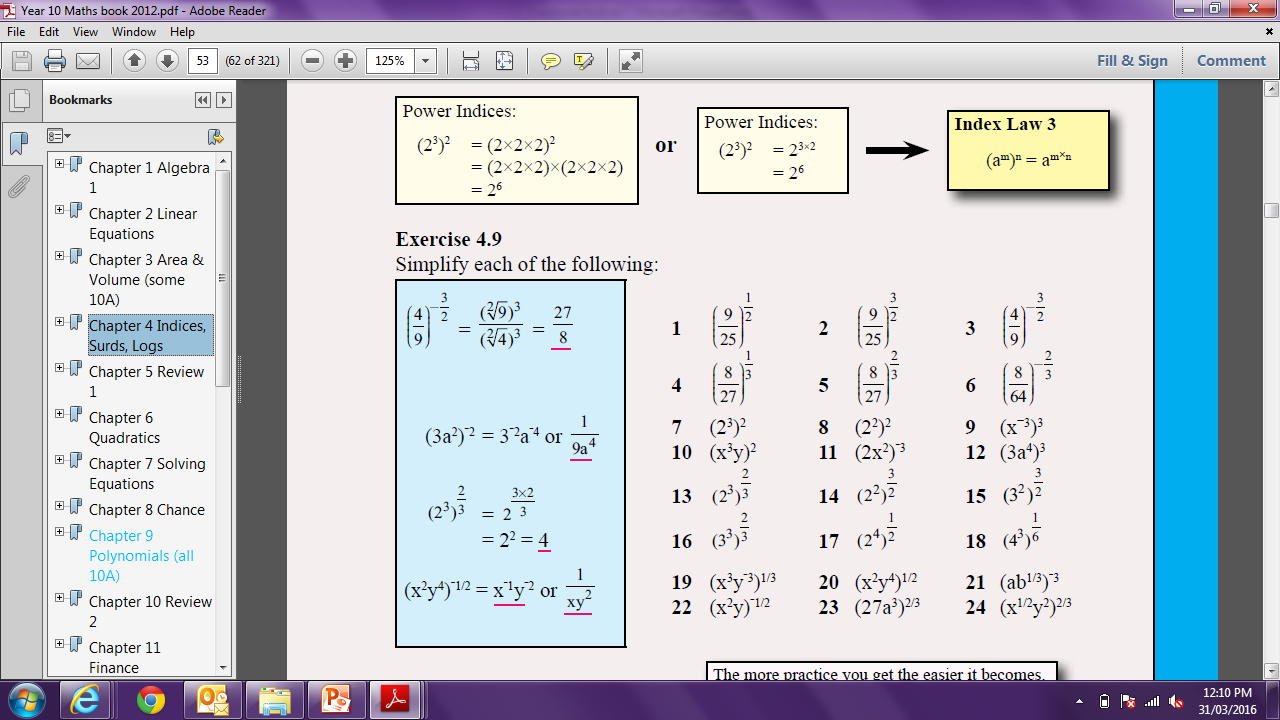 Year 10 Maths book 2012.pdf - Adobe Reader
File Edit View Window Help
53 (62 of 321) 125% Fill & Sign Comment
Bookmarks
Chapter 1 Algebra
1
Chapter 2 Linear
Equations
Chapter 3 Area &
Volume (some
10A)
Chapter 4 Indices,
Surds, Logs
Chapter 5 Review
1
Chapter 6
Quadratics
Chapter 7 Solving
Equations
Chapter 8 Chance
Chapter 9
Polynomials (all
10A)
Chapter 10 Review
2
Chapter 11
Finance
Power Indices:
(2³)² = (2×2×2)²
= (2×2×2)×(2×2×2)
= 2⁶
or
Power Indices:
(2³)² = 2³ˣ²
= 2⁶
Index Law 3
(aᵐ)ⁿ = aᵐˣⁿ
Exercise 4.9
Simplify each of the following:
(4/9)^(−3/2) = (²√9)³/(²√4)³ = 27/8
(3a²)⁻² = 3⁻²a⁻⁴ or 1/9a⁴
(2³)^(2/3) = 2^(3×2/3)
= 2² = 4
(x²y⁴)^(-1/2) = x⁻¹y⁻² or 1/xy²
1 (9/25)^(1/2) 2 (9/25)^(3/2) 3 (4/9)^(−3/2)
4 (8/27)^(1/3) 5 (8/27)^(2/3) 6 (8/64)^(−2/3)
7 (2³)² 8 (2²)² 9 (x⁻³)³
10 (x³y)² 11 (2x²)⁻³ 12 (3a⁴)³
13 (2³)^(2/3) 14 (2²)^(3/2) 15 (3²)^(3/2)
16 (3³)^(2/3) 17 (2⁴)^(1/2) 18 (4³)^(1/6)
19 (x³y⁻³)^(1/3) 20 (x²y⁴)^(1/2) 21 (ab^(1/3))⁻³
22 (x²y)^(-1/2) 23 (27a³)^(2/3) 24 (x^(1/2)y²)^(2/3)
The more practice you get the easier it becomes.
12:10 PM
31/03/2016